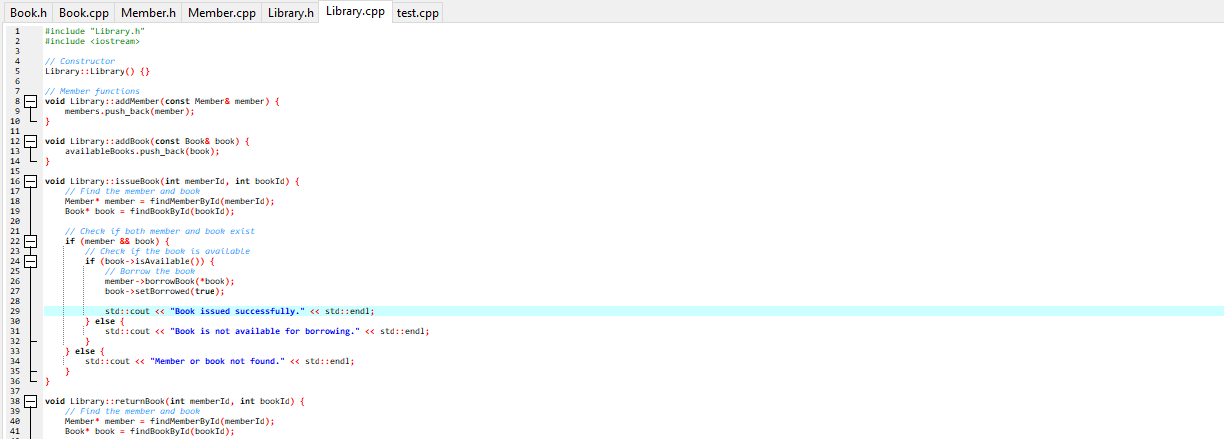 Book.h Book.cpp Member.h Member.cpp Library.h Library.cpp test.cpp
1 #include "Library.h"
2 #include <iostream>
3
4 // Constructor
5 Library::Library() {}
6
7 // Member functions
8 void Library::addMember(const Member& member) {
9     members.push_back(member);
10 }
11
12 void Library::addBook(const Book& book) {
13     availableBooks.push_back(book);
14 }
15
16 void Library::issueBook(int memberId, int bookId) {
17     // Find the member and book
18     Member* member = findMemberById(memberId);
19     Book* book = findBookById(bookId);
20
21     // Check if both member and book exist
22     if (member && book) {
23         // Check if the book is available
24         if (book->isAvailable()) {
25             // Borrow the book
26             member->borrowBook(*book);
27             book->setBorrowed(true);
28
29             std::cout << "Book issued successfully." << std::endl;
30         } else {
31             std::cout << "Book is not available for borrowing." << std::endl;
32         }
33     } else {
34         std::cout << "Member or book not found." << std::endl;
35     }
36 }
37
38 void Library::returnBook(int memberId, int bookId) {
39     // Find the member and book
40     Member* member = findMemberById(memberId);
41     Book* book = findBookById(bookId);